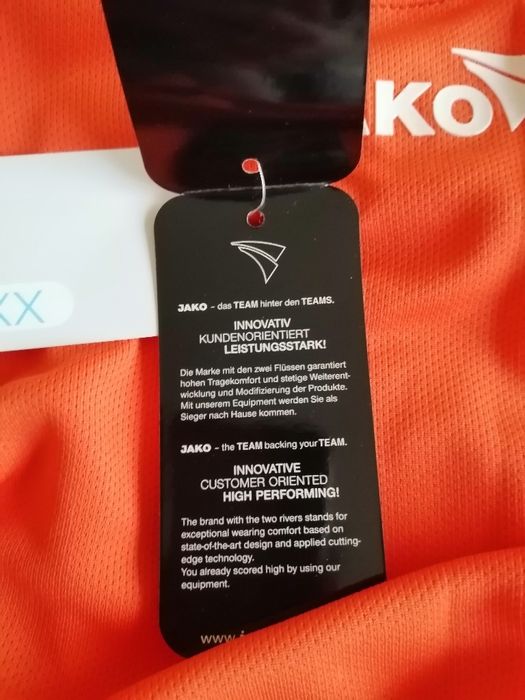 AKO
XX
JAKO – das TEAM hinter den TEAMS.
INNOVATIV
KUNDENORIENTIERT
LEISTUNGSSTARK!
Die Marke mit den zwei Flüssen garantiert
hohen Tragekomfort und stetige Weiterent-
wicklung und Modifizierung der Produkte.
Mit unserem Equipment werden Sie als
Sieger nach Hause kommen.
JAKO – the TEAM backing your TEAM.
INNOVATIVE
CUSTOMER ORIENTED
HIGH PERFORMING!
The brand with the two rivers stands for
exceptional wearing comfort based on
state-of-the-art design and applied cutting-
edge technology.
You already scored high by using our
equipment.
www.